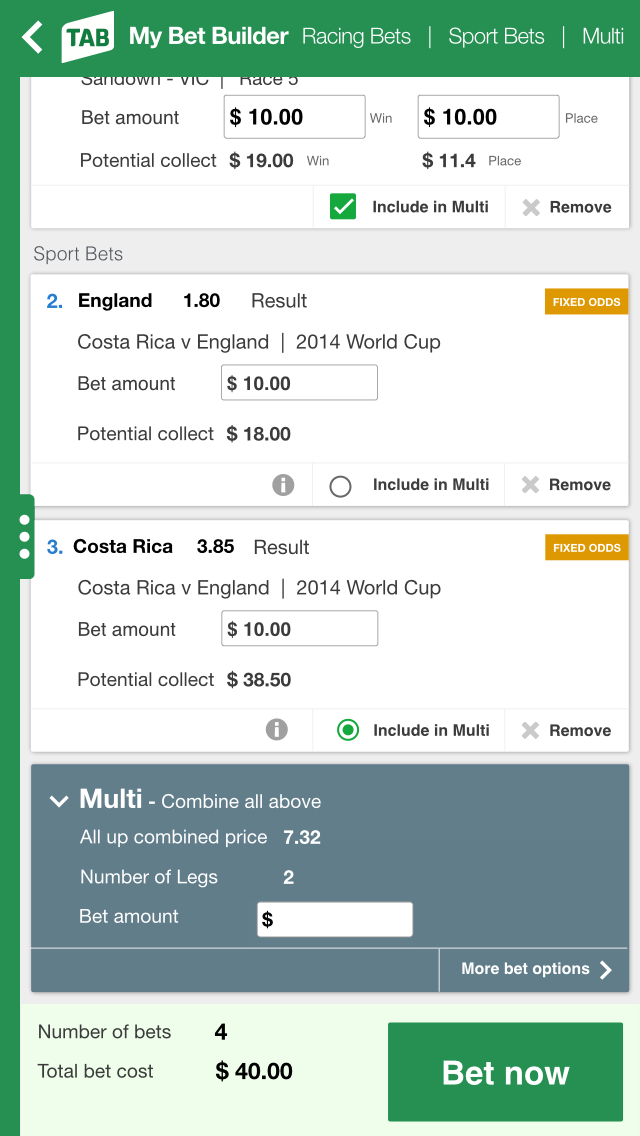 TAB My Bet Builder Racing Bets | Sport Bets | Multi
Sandown - VIC | Race 5
Bet amount $ 10.00 Win $ 10.00 Place
Potential collect $ 19.00 Win $ 11.4 Place
Include in Multi Remove
Sport Bets
2. England 1.80 Result FIXED ODDS
Costa Rica v England | 2014 World Cup
Bet amount $ 10.00
Potential collect $ 18.00
Include in Multi Remove
3. Costa Rica 3.85 Result FIXED ODDS
Costa Rica v England | 2014 World Cup
Bet amount $ 10.00
Potential collect $ 38.50
Include in Multi Remove
Multi - Combine all above
All up combined price 7.32
Number of Legs 2
Bet amount $
More bet options
Number of bets 4
Total bet cost $ 40.00
Bet now